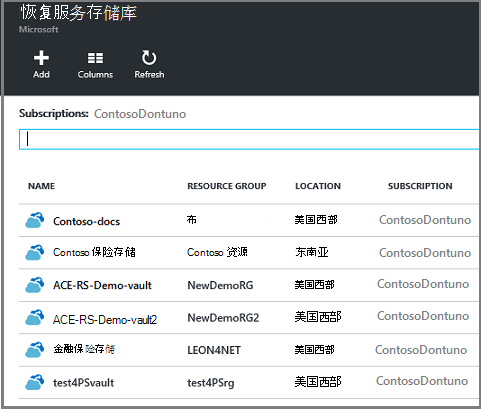 恢复服务存储库
Microsoft
Add Columns Refresh
Subscriptions: ContosoDontuno
NAME RESOURCE GROUP LOCATION SUBSCRIPTION
Contoso-docs 布 美国西部 ContosoDontuno
Contoso 保险存储 Contoso 资源 东南亚 ContosoDontuno
ACE-RS-Demo-vault NewDemoRG 美国西部 ContosoDontuno
ACE-RS-Demo-vault2 NewDemoRG2 美国西部 ContosoDontuno
金融保险存储 LEON4NET 美国西部 ContosoDontuno
test4PSvault test4PSrg 美国西部 ContosoDontuno